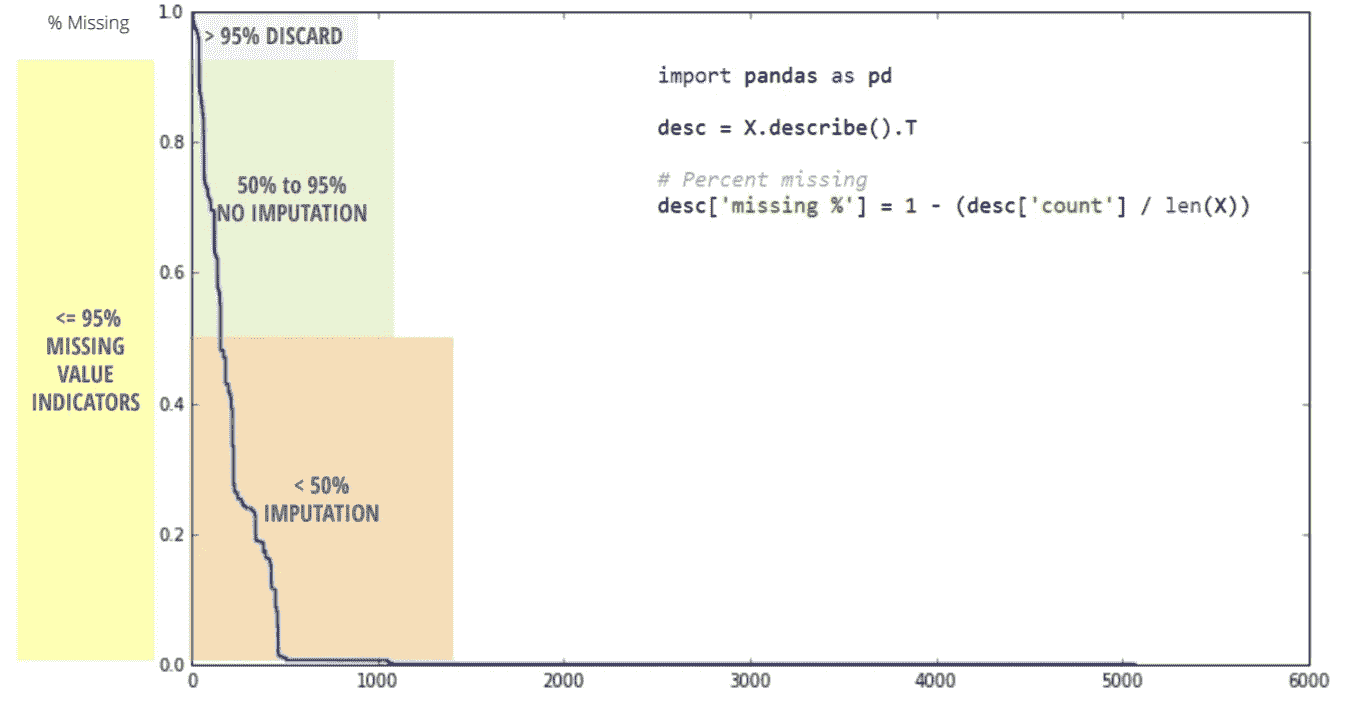 % Missing
1.0
> 95% DISCARD
import pandas as pd
desc = X.describe().T
0.8
# Percent missing
50% to 95%
NO IMPUTATION
desc['missing %'] = 1 - (desc['count'] / len(X))
0.6
<= 95%
MISSING
VALUE
INDICATORS
0.4
< 50%
IMPUTATION
0.2
0.0
0 1000 2000 3000 4000 5000 6000